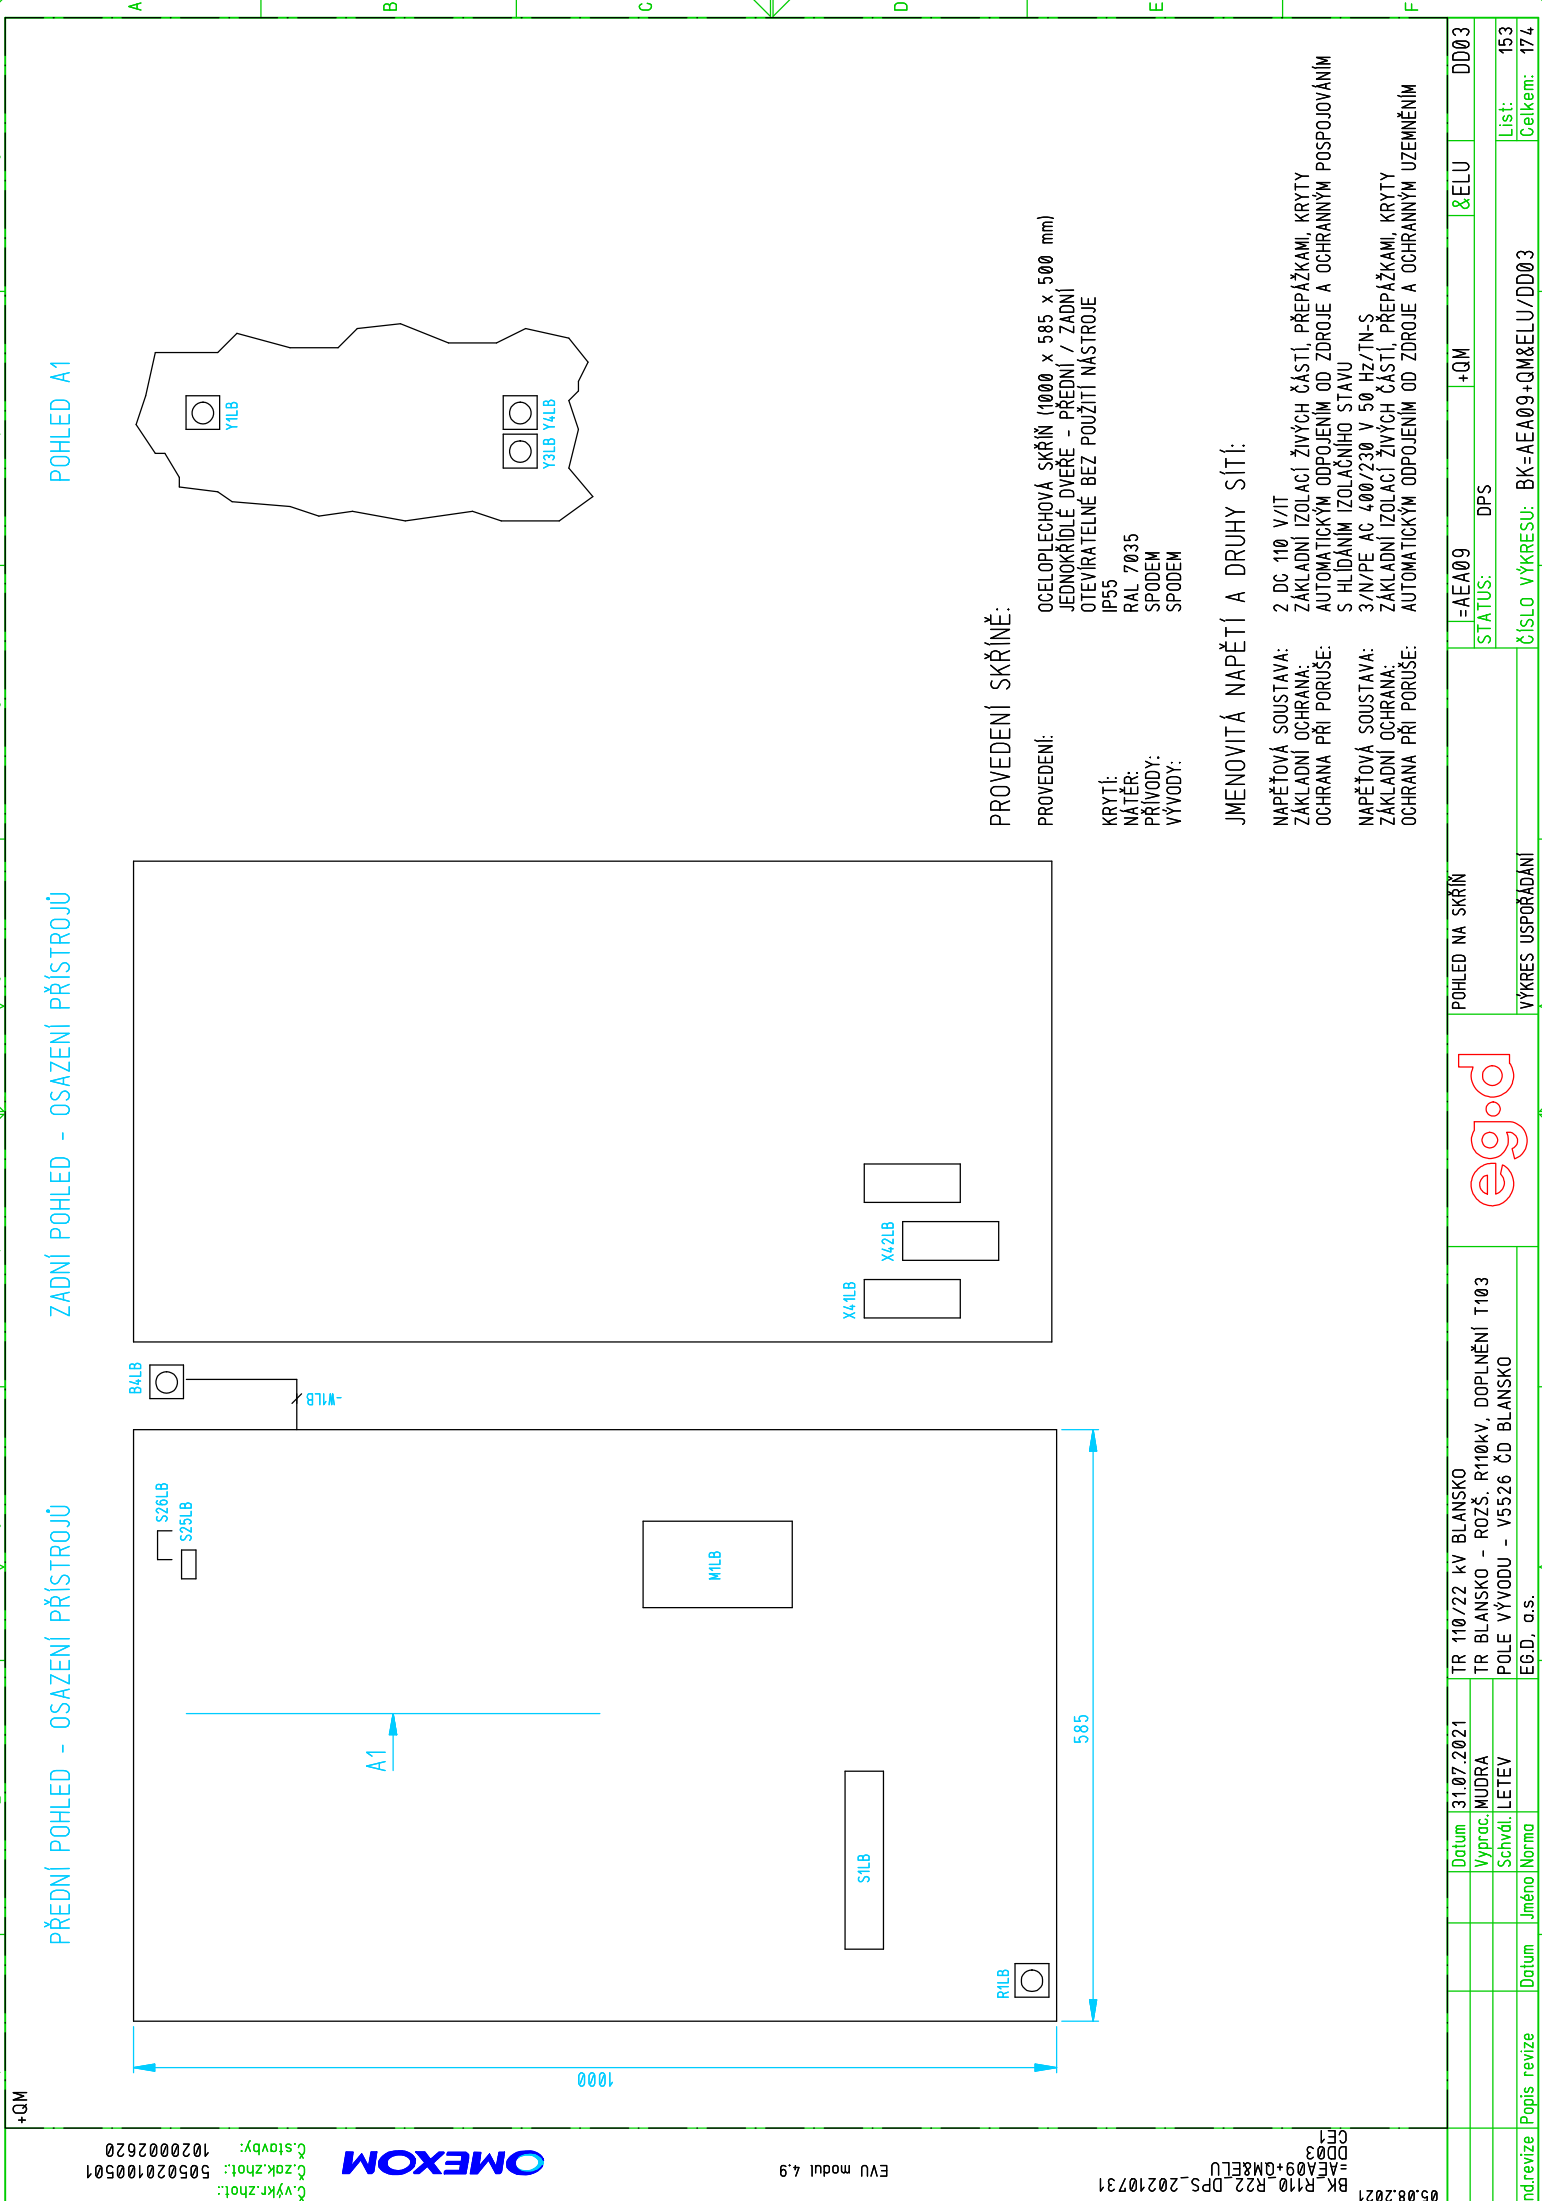 +QM
PŘEDNÍ POHLED - OSAZENÍ PŘÍSTROJŮ
ZADNÍ POHLED - OSAZENÍ PŘÍSTROJŮ
POHLED A1
A
B
C
D
E
F
S26LB
S25LB
B4LB
-W1LB
A1
M1LB
S1LB
R1LB
1000
585
X41LB
X42LB
Y1LB
Y3LB
Y4LB
PROVEDENÍ SKŘÍNĚ:
PROVEDENÍ: OCELOPLECHOVÁ SKŘÍŇ (1000 x 585 x 500 mm)
JEDNOKŘÍDLÉ DVEŘE - PŘEDNÍ / ZADNÍ
OTEVÍRATELNÉ BEZ POUŽITÍ NÁSTROJE
KRYTÍ: IP55
NÁTĚR: RAL 7035
PŘÍVODY: SPODEM
VÝVODY: SPODEM
JMENOVITÁ NAPĚTÍ A DRUHY SÍTÍ:
NAPĚŤOVÁ SOUSTAVA: 2 DC 110 V/IT
ZÁKLADNÍ OCHRANA: ZÁKLADNÍ IZOLACÍ ŽIVÝCH ČÁSTÍ, PŘEPÁŽKAMI, KRYTY
OCHRANA PŘI PORUŠE: AUTOMATICKÝM ODPOJENÍM OD ZDROJE A OCHRANNÝM POSPOJOVÁNÍM
S HLÍDÁNÍM IZOLAČNÍHO STAVU
NAPĚŤOVÁ SOUSTAVA: 3/N/PE AC 400/230 V 50 Hz/TN-S
ZÁKLADNÍ OCHRANA: ZÁKLADNÍ IZOLACÍ ŽIVÝCH ČÁSTÍ, PŘEPÁŽKAMI, KRYTY
OCHRANA PŘI PORUŠE: AUTOMATICKÝM ODPOJENÍM OD ZDROJE A OCHRANNÝM UZEMNĚNÍM
Č.výkr.zhot.:
Č.zak.zhot.: 505020100501
Č.stavby: 1020002620
OMEXOM
EVU modul 4.9
05.08.2021
BK_R110_R22_DPS_20210731
=AEA09+QM&ELU
DD03
CE1
nd.revize Popis revize Datum Jméno Norma
Datum 31.07.2021
Vyprac. MUDRA
Schvál. LETEV
TR 110/22 kV BLANSKO
TR BLANSKO - ROZŠ. R110kV, DOPLNĚNÍ T103
POLE VÝVODU - V5526 ČD BLANSKO
EG.D, a.s.
eg.d
POHLED NA SKŘÍŇ
VÝKRES USPOŘÁDÁNÍ
=AEA09 +QM &ELU DD03
STATUS: DPS
List: 153
ČÍSLO VÝKRESU: BK=AEA09+QM&ELU/DD03
Celkem: 174